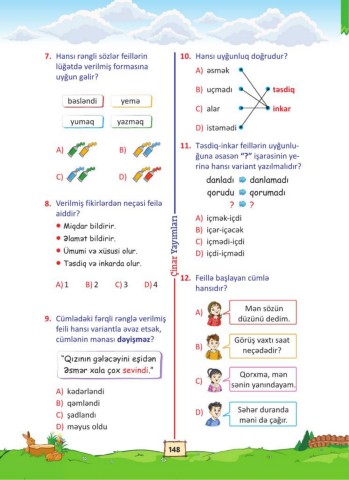 7. Hansı rəngli sözlər feillərin
lüğətdə verilmiş formasına
uyğun gəlir?
bəsləndi yemə
yumaq yazmaq
A) B)
C) D)
8. Verilmiş fikirlərdən neçəsi feilə
aiddir?
• Miqdar bildirir.
• Əlamət bildirir.
• Ümumi və xüsusi olur.
• Təsdiq və inkarda olur.
A) 1 B) 2 C) 3 D) 4
9. Cümlədəki fərqli rənglə verilmiş
feili hansı variantla əvəz etsək,
cümlənin mənası dəyişməz?
"Qızının gələcəyini eşidən
Əsmər xala çox sevindi."
A) kədərləndi
B) qəmləndi
C) şadlandı
D) məyus oldu
Çinar Yayımları
10. Hansı uyğunluq doğrudur?
A) əsmək
B) uçmadı təsdiq
C) alar inkar
D) istəmədi
11. Təsdiq-inkar feillərin uyğunlu-
ğuna əsasən "?" işarəsinin ye-
rinə hansı variant yazılmalıdır?
danladı danlamadı
qorudu qorumadı
? ?
A) içmək-içdi
B) içər-içəcək
C) içmədi-içdi
D) içdi-içmədi
12. Feillə başlayan cümlə
hansıdır?
A) Mən sözün
düzünü dedim.
B) Görüş vaxtı saat
neçədədir?
C) Qorxma, mən
sənin yanındayam.
D) Səhər duranda
məni də çağır.
148